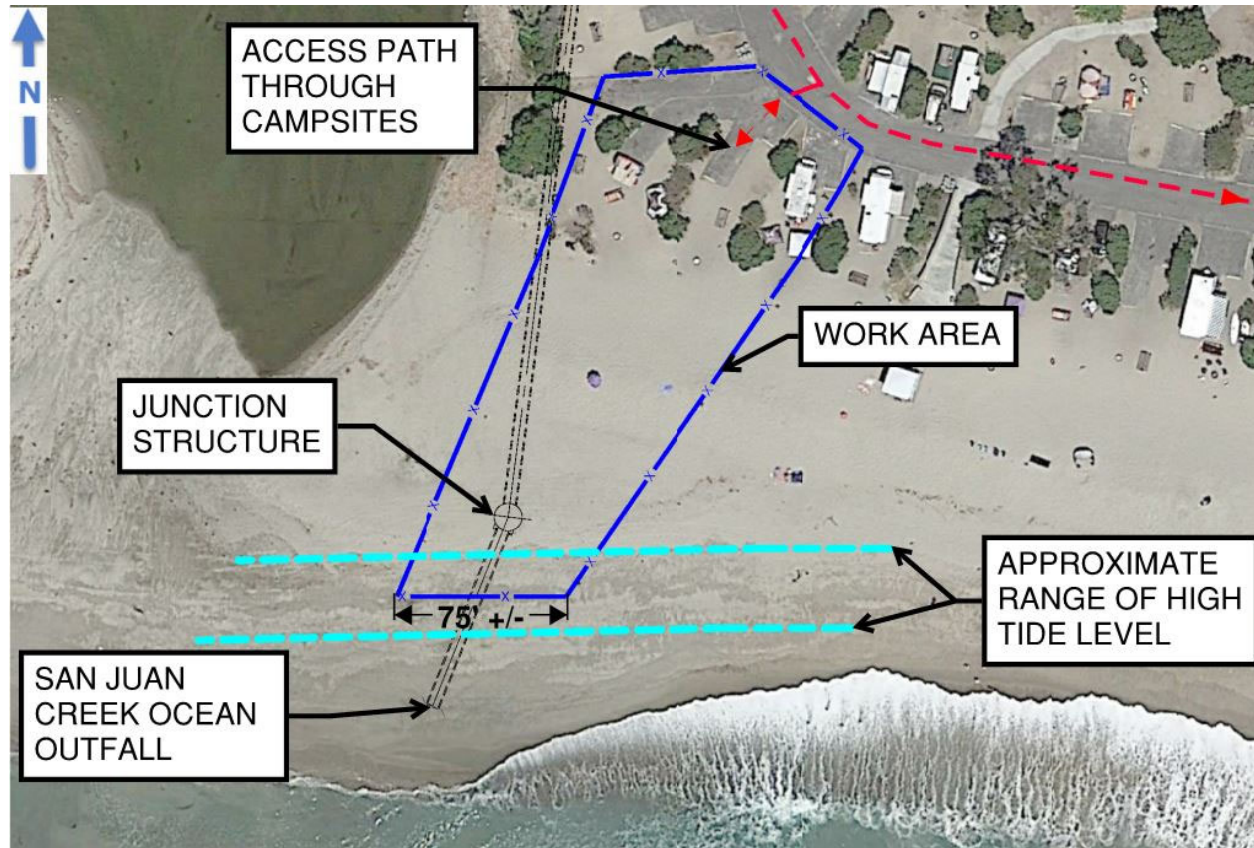 N
ACCESS PATH
THROUGH
CAMPSITES
WORK AREA
JUNCTION
STRUCTURE
APPROXIMATE
RANGE OF HIGH
TIDE LEVEL
75' +/-
SAN JUAN
CREEK OCEAN
OUTFALL